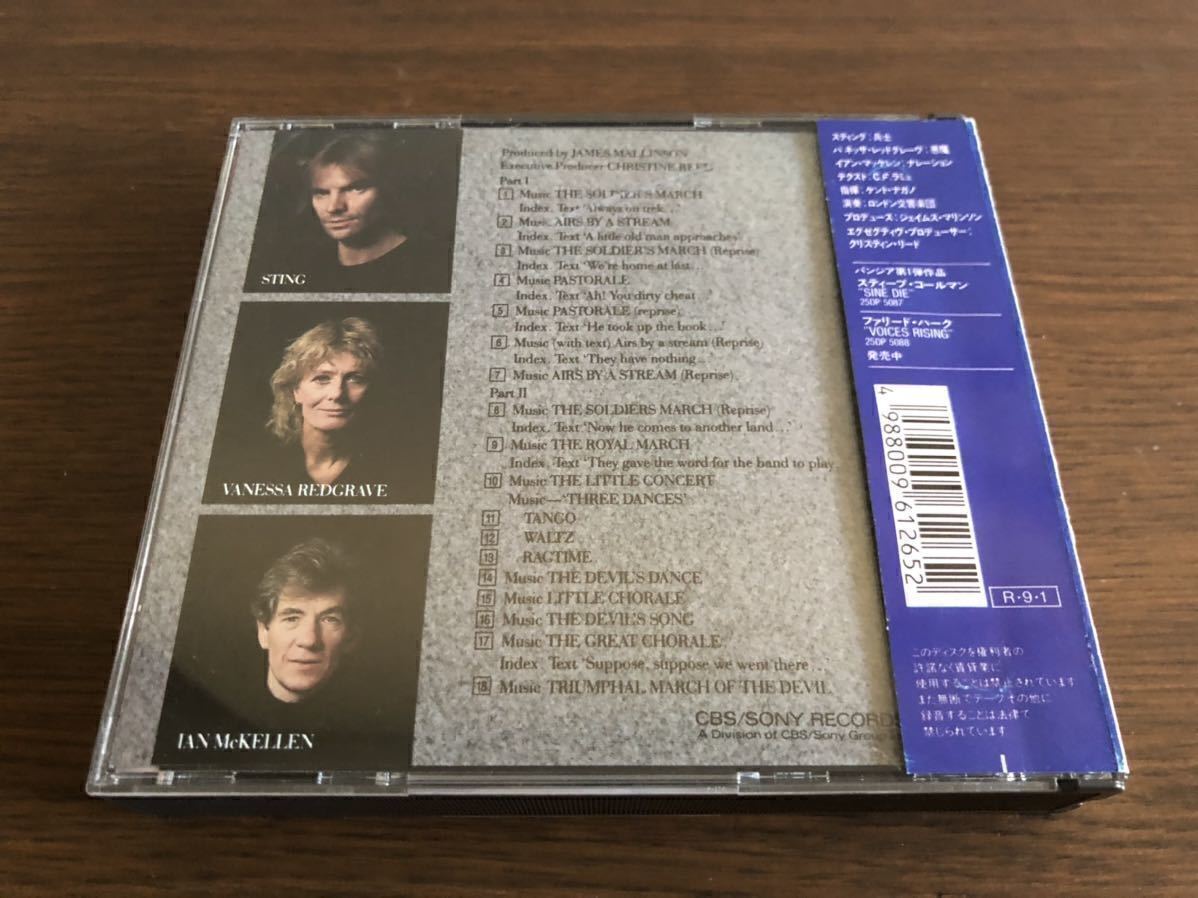 STING
VANESSA REDGRAVE
IAN McKELLEN
Produced by JAMES MALLINSON
Executive Producer CHRISTINE REED
Part I
1 Music THE SOLDIER'S MARCH
Index. Text 'Always on trek...'
2 Music AIRS BY A STREAM
Index. Text 'A little old man approaches'
3 Music THE SOLDIER'S MARCH (Reprise)
Index. Text 'We're home at last...
4 Music PASTORALE
Index. Text 'Ah! You dirty cheat...'
5 Music PASTORALE (reprise)
Index. Text 'He took up the book...'
6 Music (with text) Airs by a stream (Reprise)
Index. Text 'They have nothing...'
7 Music AIRS BY A STREAM (Reprise)
Part II
8 Music THE SOLDIERS MARCH (Reprise)
Index. Text 'Now he comes to another land...'
9 Music THE ROYAL MARCH
Index. Text 'They gave the word for the band to play
10 Music THE LITTLE CONCERT
Music—'THREE DANCES'
11 TANGO
12 WALTZ
13 RAGTIME
14 Music THE DEVIL'S DANCE
15 Music LITTLE CHORALE
16 Music THE DEVIL'S SONG
17 Music THE GREAT CHORALE
Index Text 'Suppose, suppose we went there...
18 Music TRIUMPHAL MARCH OF THE DEVIL
CBS/SONY RECORDS
A Division of CBS/Sony Group
スティング:兵士
バネッサ・レッドグレーヴ:悪魔
イアン・マッケレン:ナレーション
テクスト:C.F.ラミュ
指揮:ケント・ナガノ
演奏:ロンドン交響楽団
プロデュース:ジェイムス・マリンソン
エグゼグティヴ・プロデューサー:
クリスティン・リード
パンジア第1弾作品
スティーブ・コールマン
"SINE DIE"
25DP 5087
ファリード・ハーク
"VOICES RISING"
25DP 5088
発売中
4 988009 612652
R·9·1
このディスクを権利者の
許諾なく賃貸業に
使用することは禁止されています
また無断でテープその他に
録音することは法律で
禁じられています